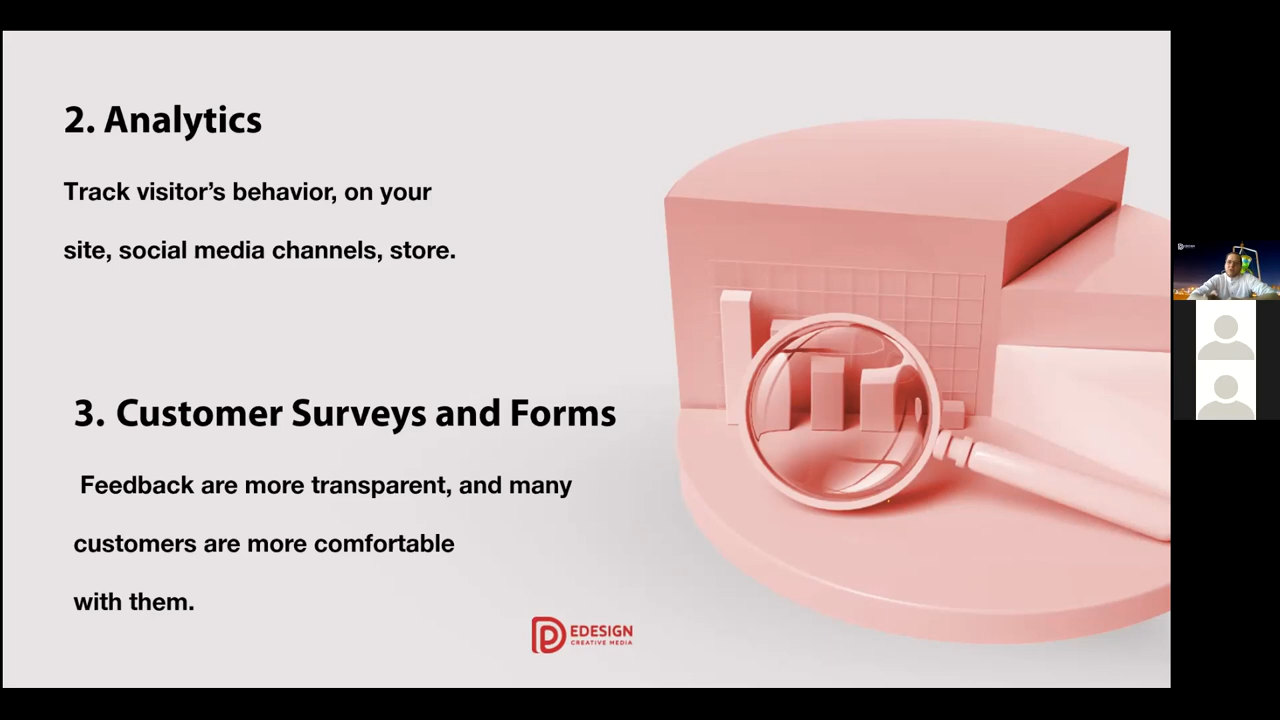 2. Analytics
Track visitor’s behavior, on your
site, social media channels, store.
3. Customer Surveys and Forms
Feedback are more transparent, and many
customers are more comfortable
with them.
EDESIGN
CREATIVE MEDIA